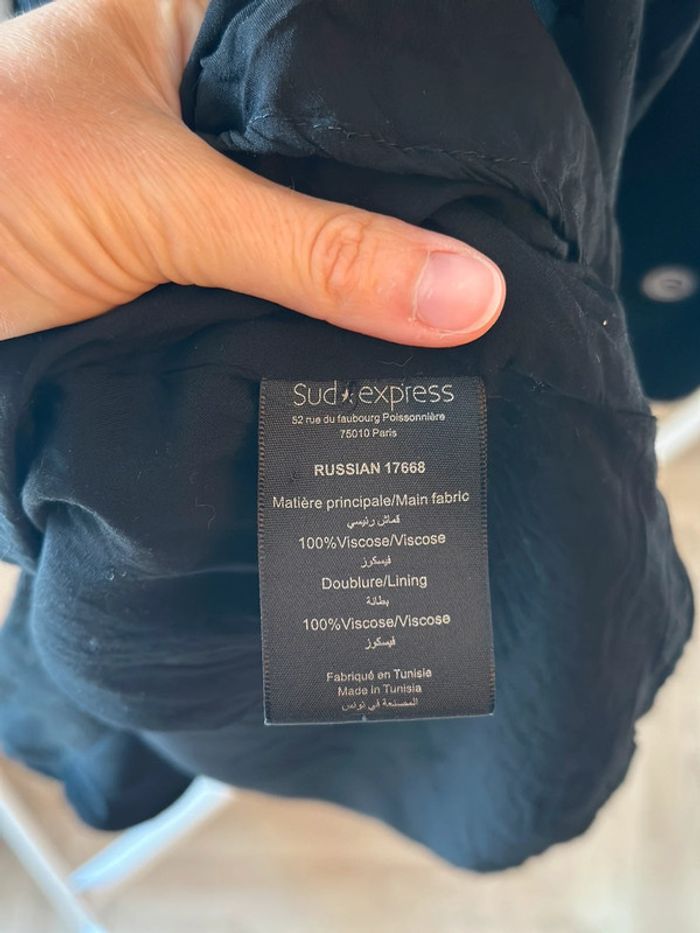 Sud express
52 rue du faubourg Poissonnière
75010 Paris
RUSSIAN 17668
Matière principale/Main fabric
قماش رئيسي
100%Viscose/Viscose
فيسكوز
Doublure/Lining
بطانة
100%Viscose/Viscose
فيسكوز
Fabriqué en Tunisie
Made in Tunisia
المصنعة في تونس